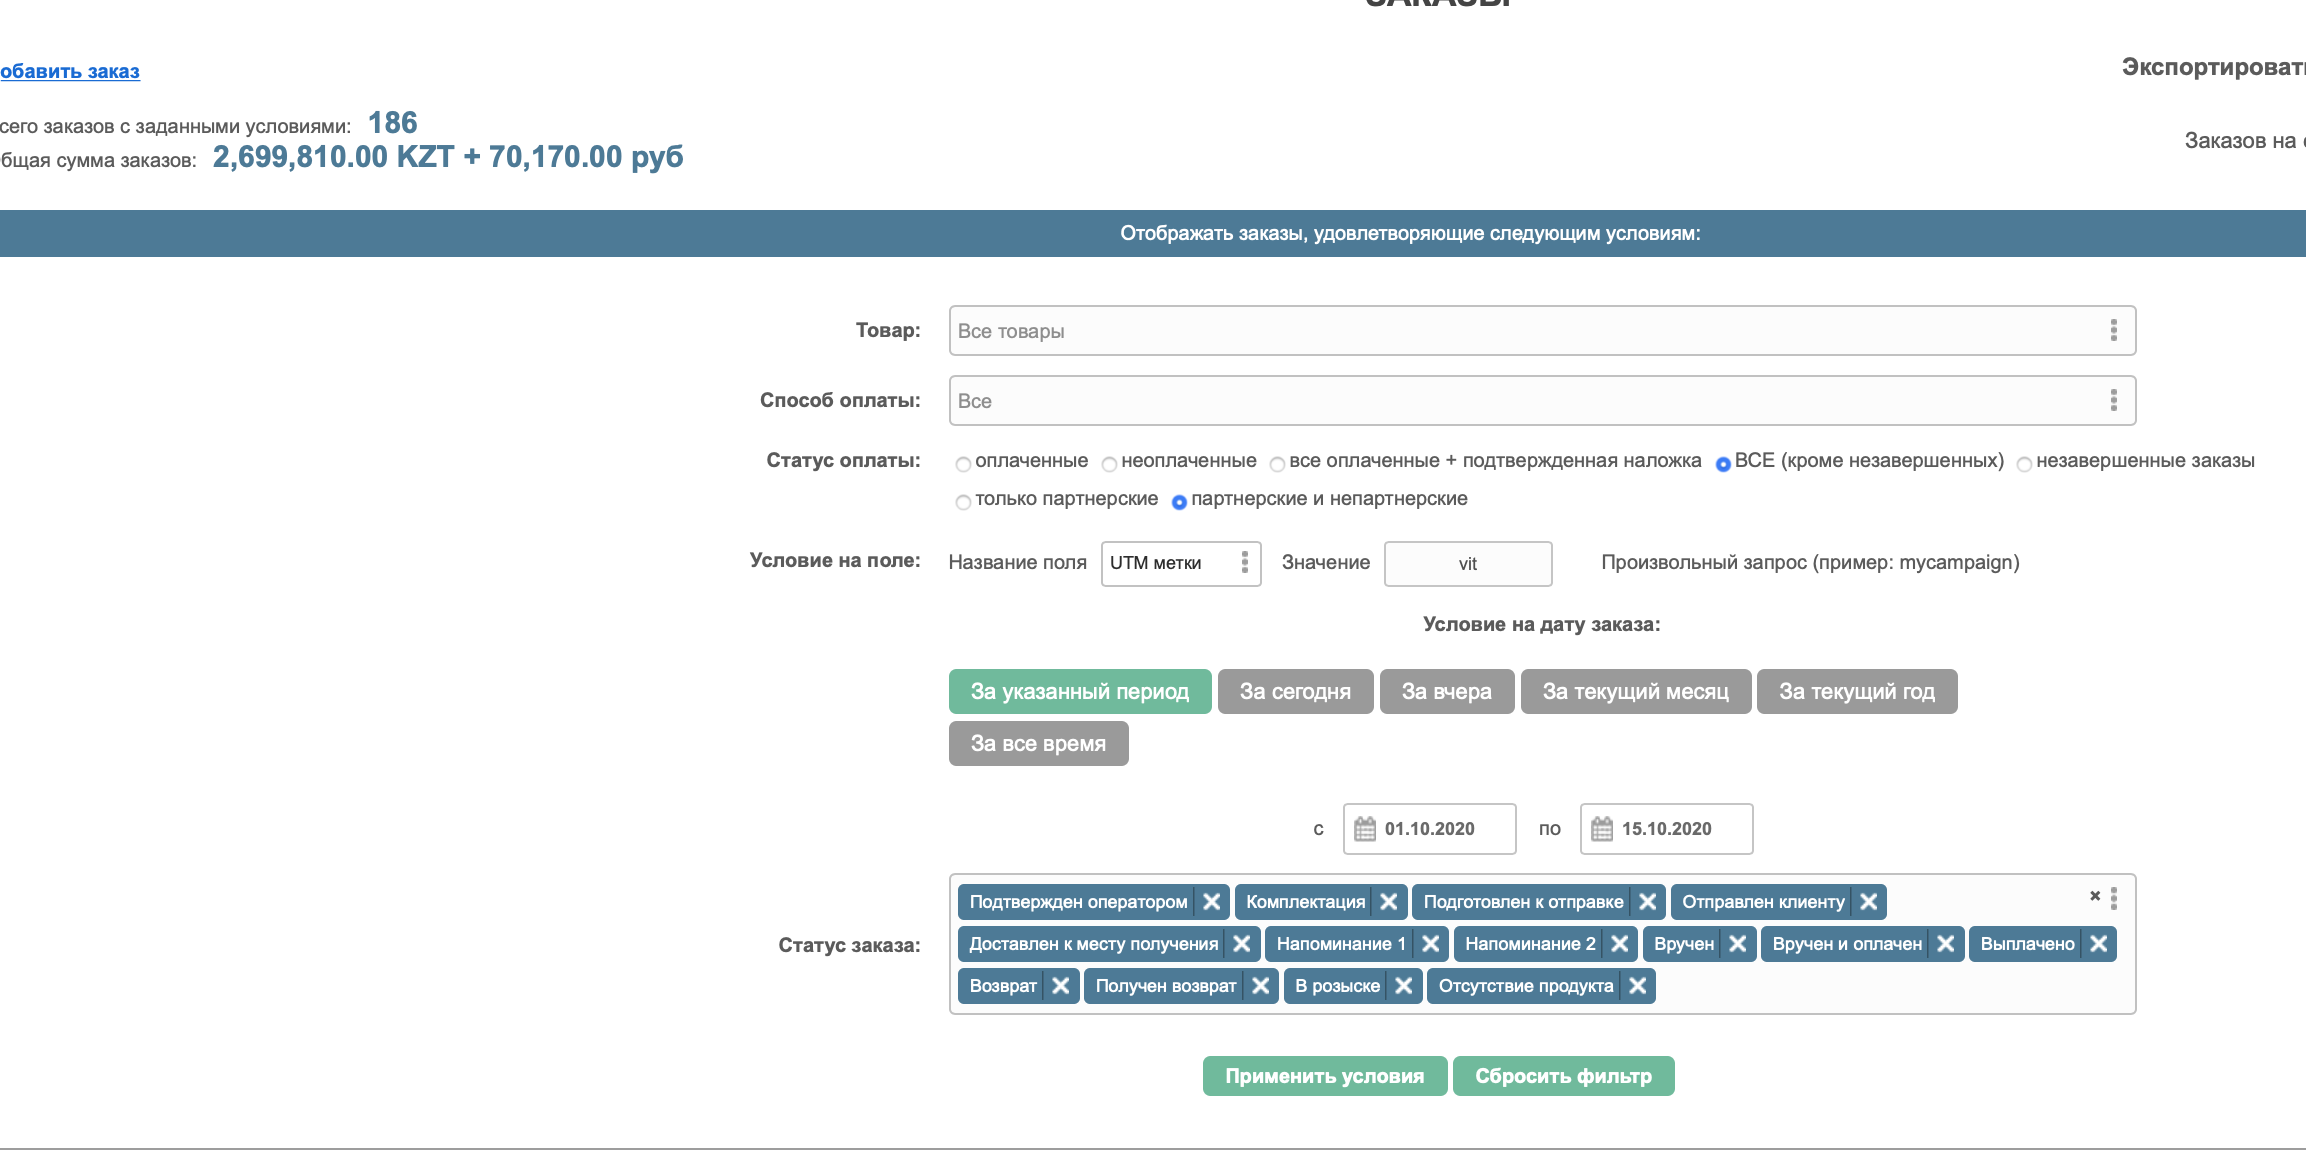 ЗАКАЗЫ
обавить заказ
Экспортироват
сего заказов с заданными условиями: 186
бщая сумма заказов: 2,699,810.00 KZT + 70,170.00 руб
Заказов на
Отображать заказы, удовлетворяющие следующим условиям:
Товар: Все товары
Способ оплаты: Все
Статус оплаты: оплаченные неоплаченные все оплаченные + подтвержденная наложка ВСЕ (кроме незавершенных) незавершенные заказы
только партнерские партнерские и непартнерские
Условие на поле: Название поля UTM метки Значение vit Произвольный запрос (пример: mycampaign)
Условие на дату заказа:
За указанный период За сегодня За вчера За текущий месяц За текущий год
За все время
с 01.10.2020 по 15.10.2020
Статус заказа:
Подтвержден оператором Комплектация Подготовлен к отправке Отправлен клиенту
Доставлен к месту получения Напоминание 1 Напоминание 2 Вручен Вручен и оплачен Выплачено
Возврат Получен возврат В розыске Отсутствие продукта
Применить условия Сбросить фильтр